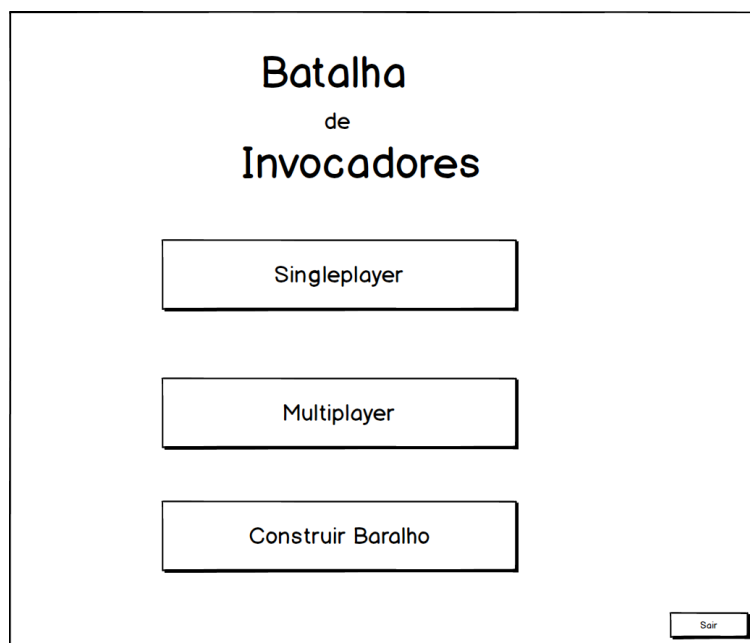 Batalha
de
Invocadores
Singleplayer
Multiplayer
Construir Baralho
Sair